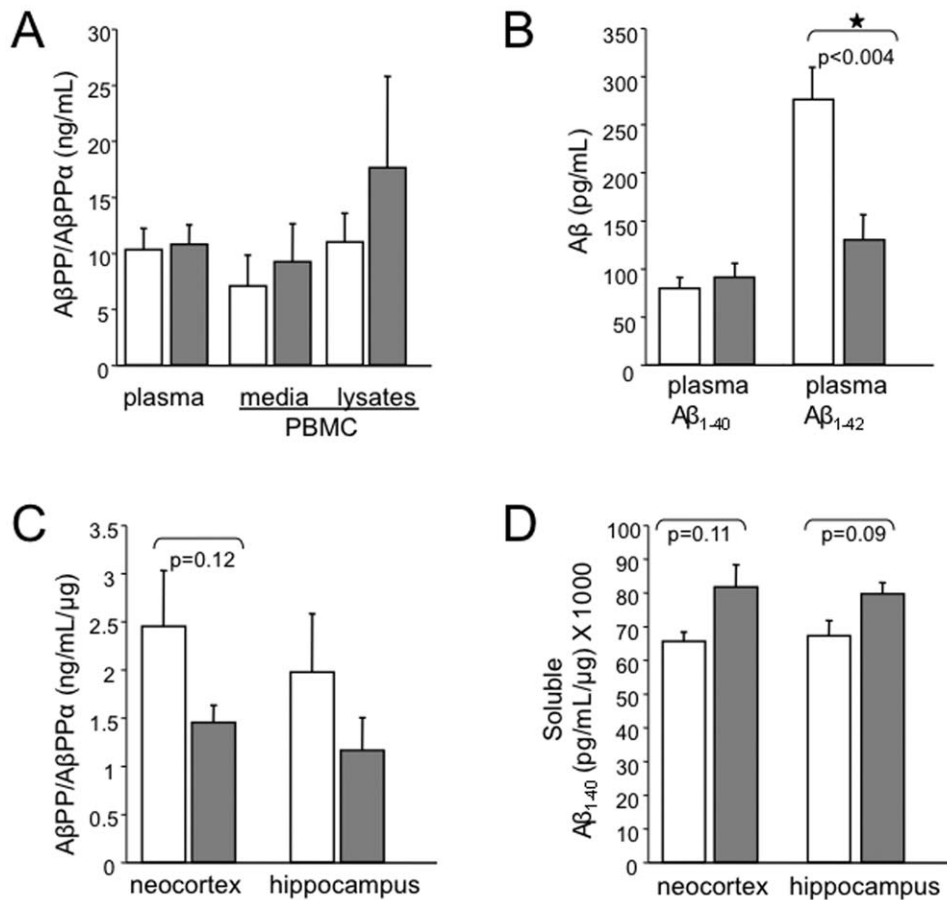 A
AβPP/AβPPα (ng/mL)
30
25
20
15
10
5
0
plasma
media
lysates
PBMC
B
Aβ (pg/mL)
350
300
250
200
150
100
50
0
★
p<0.004
plasma
Aβ1-40
plasma
Aβ1-42
C
AβPP/AβPPα (ng/mL/µg)
3.5
3
2.5
2
1.5
1
0.5
0
p=0.12
neocortex
hippocampus
D
Soluble
Aβ1-40 (pg/mL/µg) X 1000
100
90
80
70
60
50
40
30
20
10
0
p=0.11
p=0.09
neocortex
hippocampus